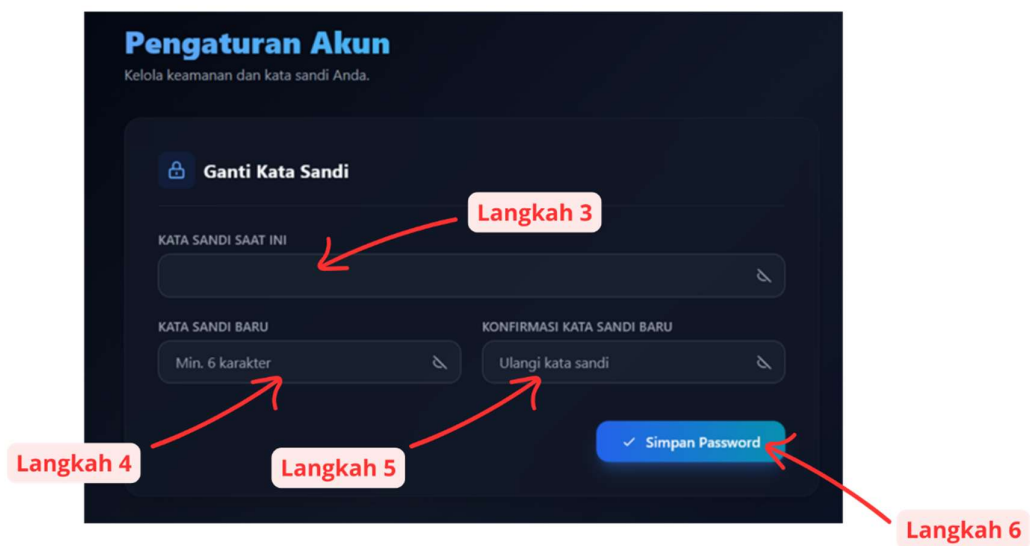 Pengaturan Akun
Kelola keamanan dan kata sandi Anda.
Ganti Kata Sandi
Langkah 3
KATA SANDI SAAT INI
KATA SANDI BARU
KONFIRMASI KATA SANDI BARU
Min. 6 karakter
Ulangi kata sandi
Simpan Password
Langkah 4
Langkah 5
Langkah 6